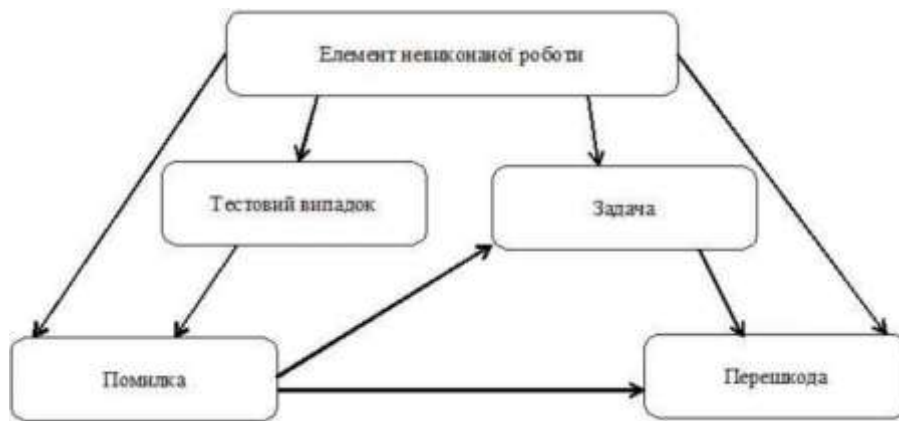 Елемент невиконаної роботи
Тестовий випадок
Задача
Помилка
Перешкода